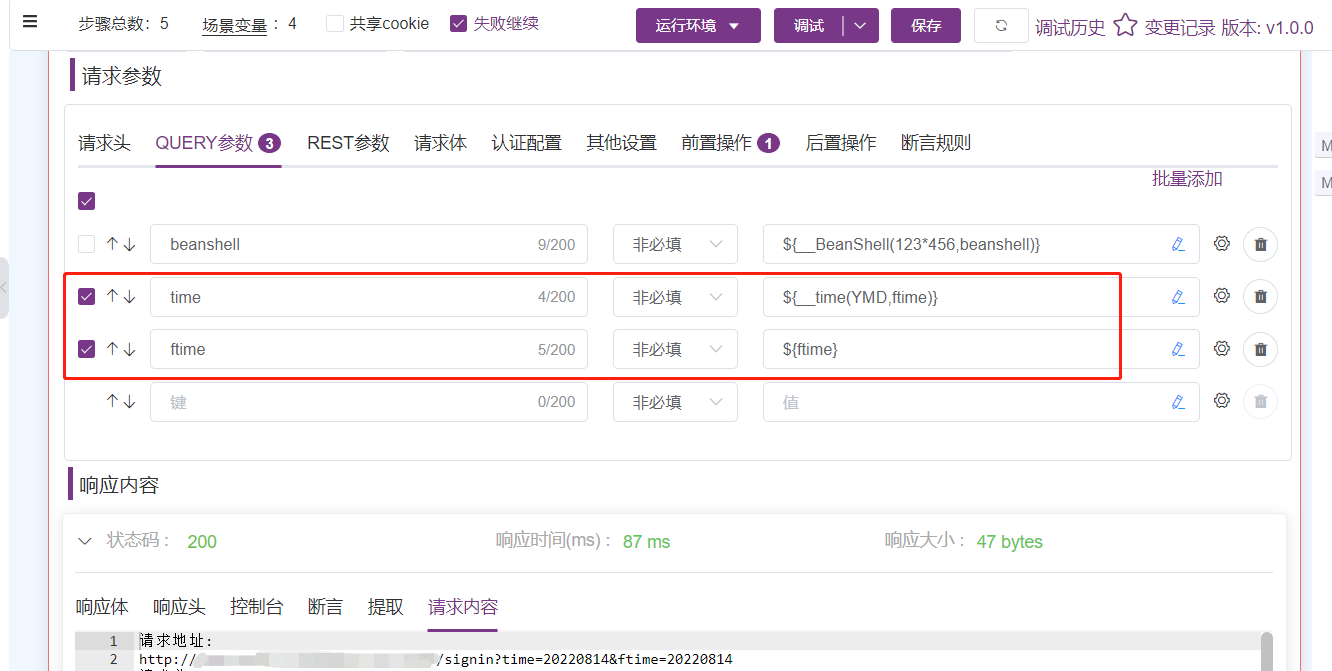 步骤总数： 5 场景变量： 4 共享cookie 失败继续 运行环境 调试 保存 调试历史 变更记录 版本: v1.0.0
请求参数
请求头 QUERY参数 3 REST参数 请求体 认证配置 其他设置 前置操作 1 后置操作 断言规则
批量添加
beanshell 9/200 非必填 ${__BeanShell(123*456,beanshell)}
time 4/200 非必填 ${__time(YMD,ftime)}
ftime 5/200 非必填 ${ftime}
键 0/200 非必填 值
响应内容
状态码： 200 响应时间(ms)： 87 ms 响应大小： 47 bytes
响应体 响应头 控制台 断言 提取 请求内容
1 请求地址:
2 http:// /signin?time=20220814&ftime=20220814
M
M